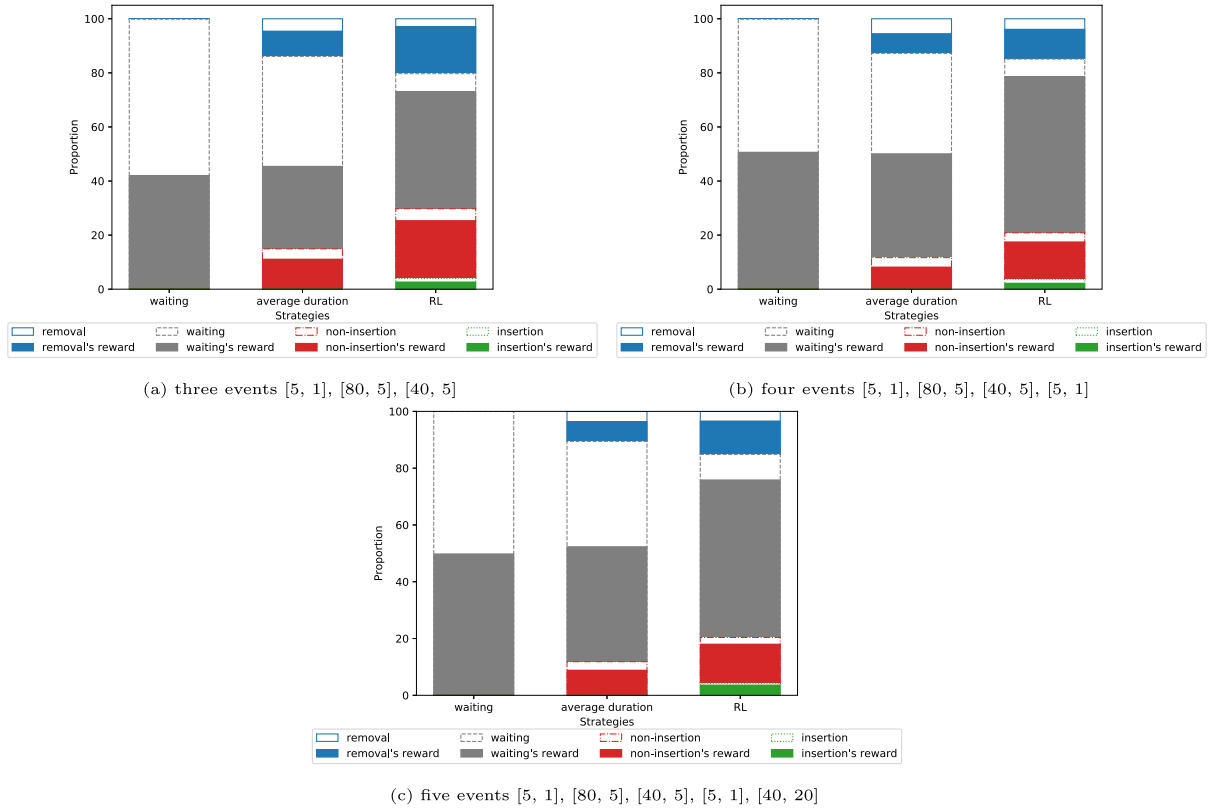 100
80
60
40
20
0
Proportion
waiting average duration RL
Strategies
removal waiting non-insertion insertion
removal's reward waiting's reward non-insertion's reward insertion's reward
(a) three events [5, 1], [80, 5], [40, 5]
100
80
60
40
20
0
Proportion
waiting average duration RL
Strategies
removal waiting non-insertion insertion
removal's reward waiting's reward non-insertion's reward insertion's reward
(b) four events [5, 1], [80, 5], [40, 5], [5, 1]
100
80
60
40
20
0
Proportion
waiting average duration RL
Strategies
removal waiting non-insertion insertion
removal's reward waiting's reward non-insertion's reward insertion's reward
(c) five events [5, 1], [80, 5], [40, 5], [5, 1], [40, 20]